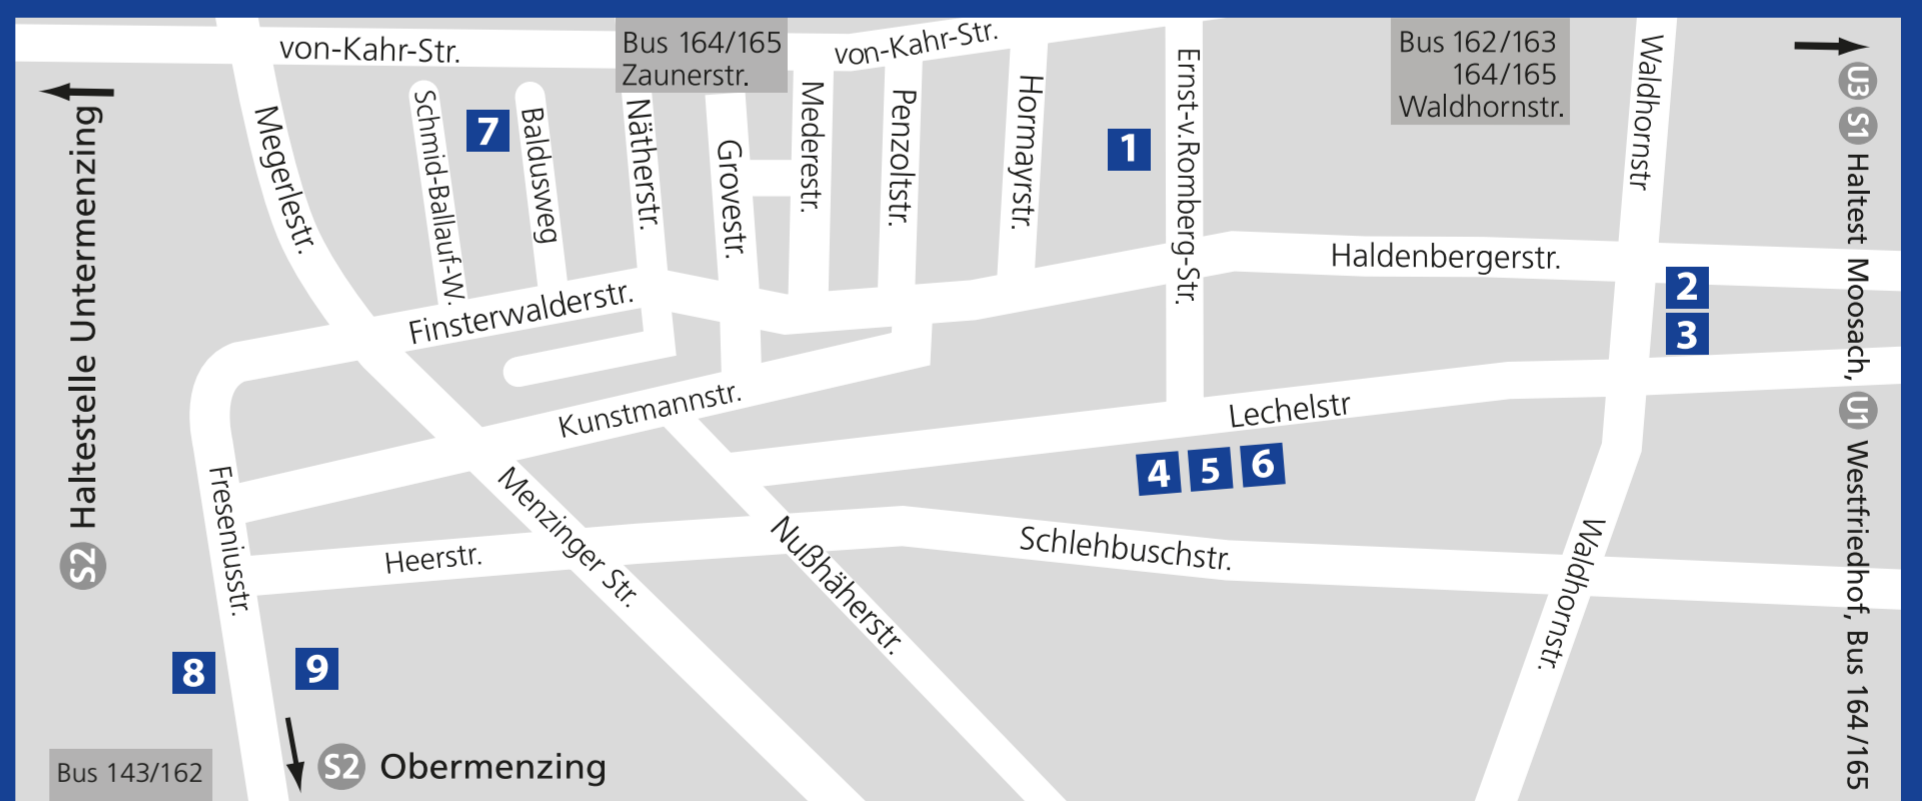 von-Kahr-Str.
Bus 164/165
Zaunerstr.
von-Kahr-Str.
Bus 162/163
164/165
Waldhornstr.
Waldhornstr
U3 S1 Haltest Moosach, U1 Westfriedhof, Bus 164/165
S2 Haltestelle Untermenzing
Megerlestr.
Schmid-Ballauf-W.
7
Baldusweg
Nätherstr.
Grovestr.
Mederestr.
Penzoltstr.
Hormayrstr.
1
Ernst-v.Romberg-Str.
Haldenbergerstr.
2
3
Finsterwalderstr.
Kunstmannstr.
Lechelstr
4 5 6
Freseniusstr.
Heerstr.
Menzinger Str.
Nußhäherstr.
Schlehbuschstr.
Waldhornstr.
8
9
S2 Obermenzing
Bus 143/162